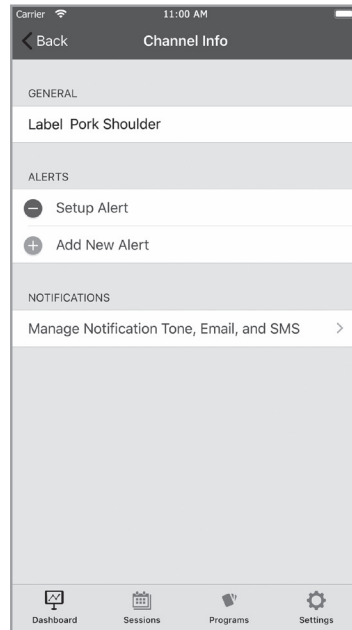 Carrier 11:00 AM
Back Channel Info
GENERAL
Label Pork Shoulder
ALERTS
Setup Alert
Add New Alert
NOTIFICATIONS
Manage Notification Tone, Email, and SMS
Dashboard Sessions Programs Settings